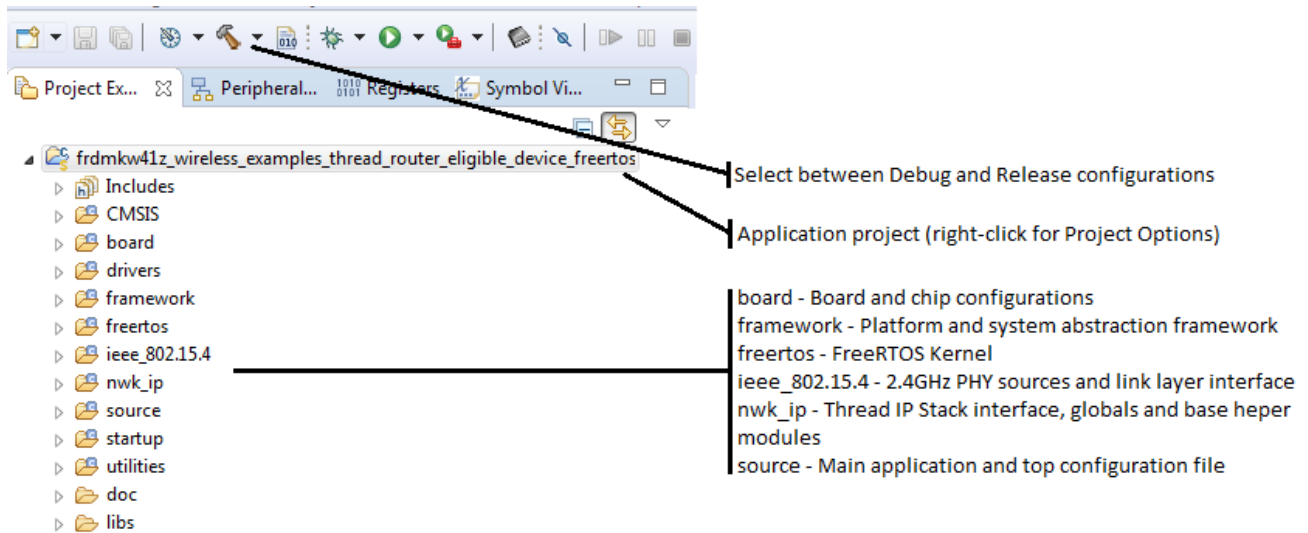 010
Project Ex...
Peripheral...
1010
0101
Registers
Symbol Vi...
frdmkw41z_wireless_examples_thread_router_eligible_device_freertos
Includes
CMSIS
board
drivers
framework
freertos
ieee_802.15.4
nwk_ip
source
startup
utilities
doc
libs
Select between Debug and Release configurations
Application project (right-click for Project Options)
board - Board and chip configurations
framework - Platform and system abstraction framework
freertos - FreeRTOS Kernel
ieee_802.15.4 - 2.4GHz PHY sources and link layer interface
nwk_ip - Thread IP Stack interface, globals and base heper
modules
source - Main application and top configuration file